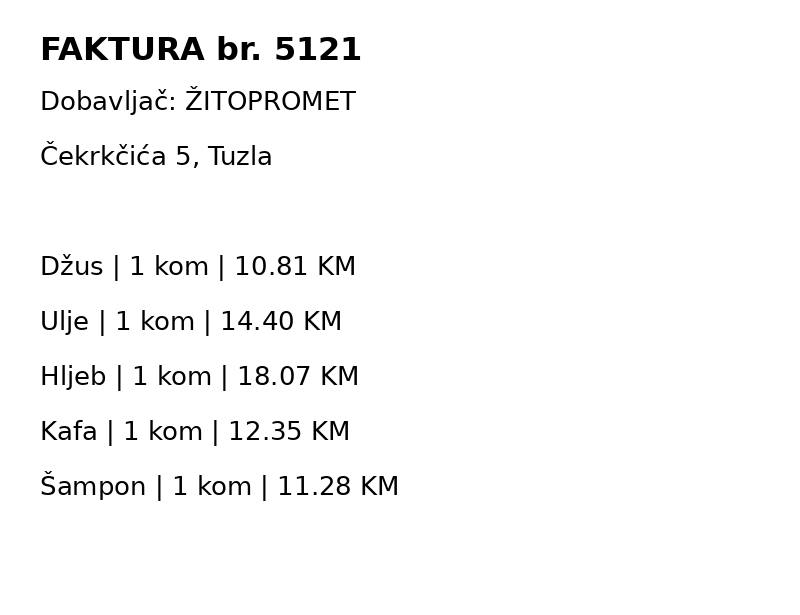 FAKTURA br. 5121
Dobavljač: ŽITOPROMET
Čekrkčića 5, Tuzla
Džus | 1 kom | 10.81 KM
Ulje | 1 kom | 14.40 KM
Hljeb | 1 kom | 18.07 KM
Kafa | 1 kom | 12.35 KM
Šampon | 1 kom | 11.28 KM